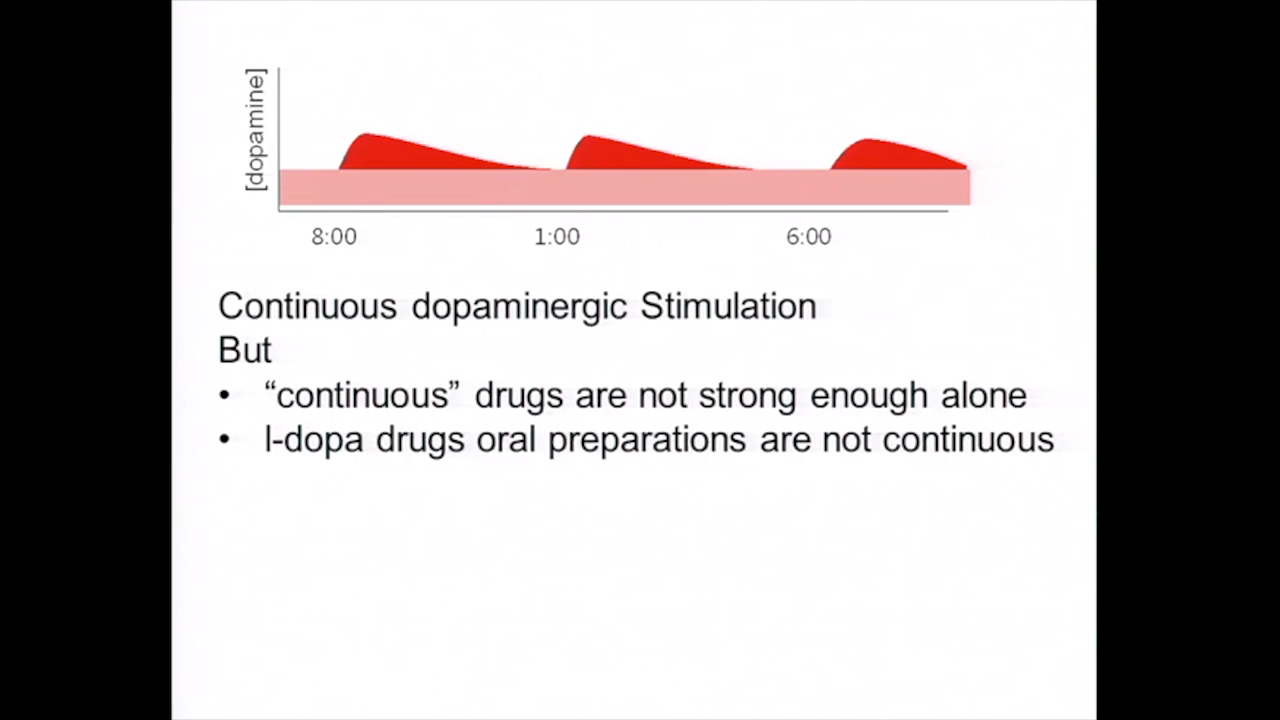 [dopamine]
8:00 1:00 6:00
Continuous dopaminergic Stimulation
But
• “continuous” drugs are not strong enough alone
• l-dopa drugs oral preparations are not continuous